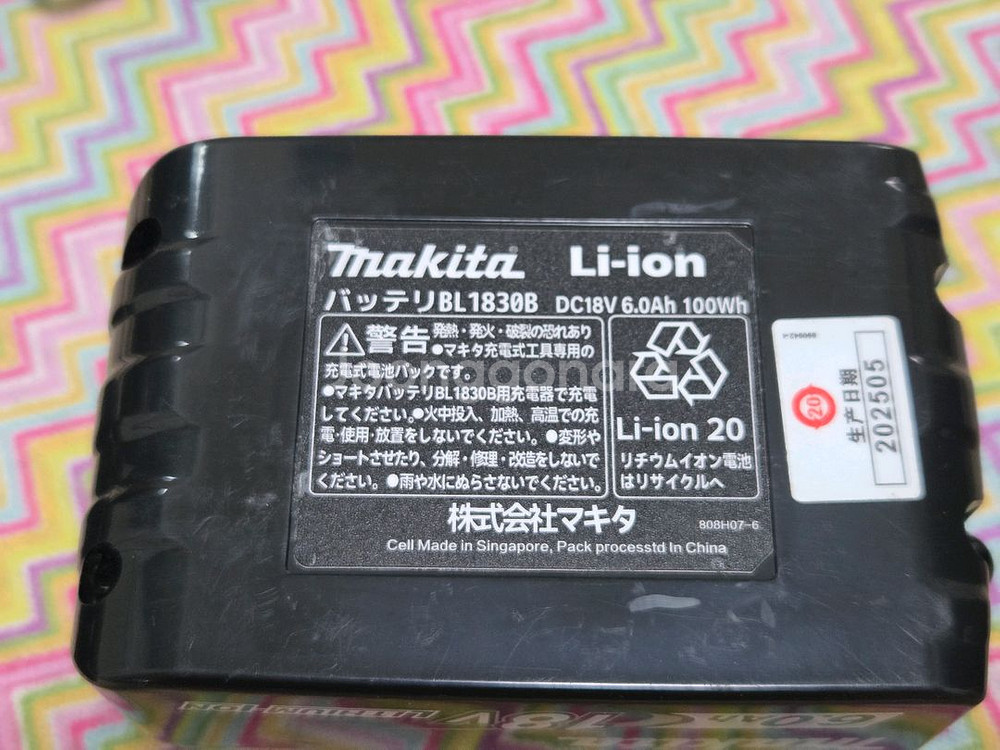 makita Li-ion
バッテリBL1830B DC18V 6.0Ah 100Wh
警告 発熱・発火・破裂の恐れあり
●マキタ充電式工具専用の
充電式電池パックです。
●マキタバッテリBL1830B用充電器で充電
してください。●火中投入、加熱、高温での充
電・使用・放置をしないでください。●変形や
ショートさせたり、分解・修理・改造をしないで
ください。●雨や水にぬらさないでください。
Li-ion 20
リチウムイオン電池
はリサイクルへ
株式会社マキタ 808H07-6
Cell Made in Singapore, Pack processtd In China
20
生产日期
202505
6.0Ah 18V LITHIUM-ION
makita